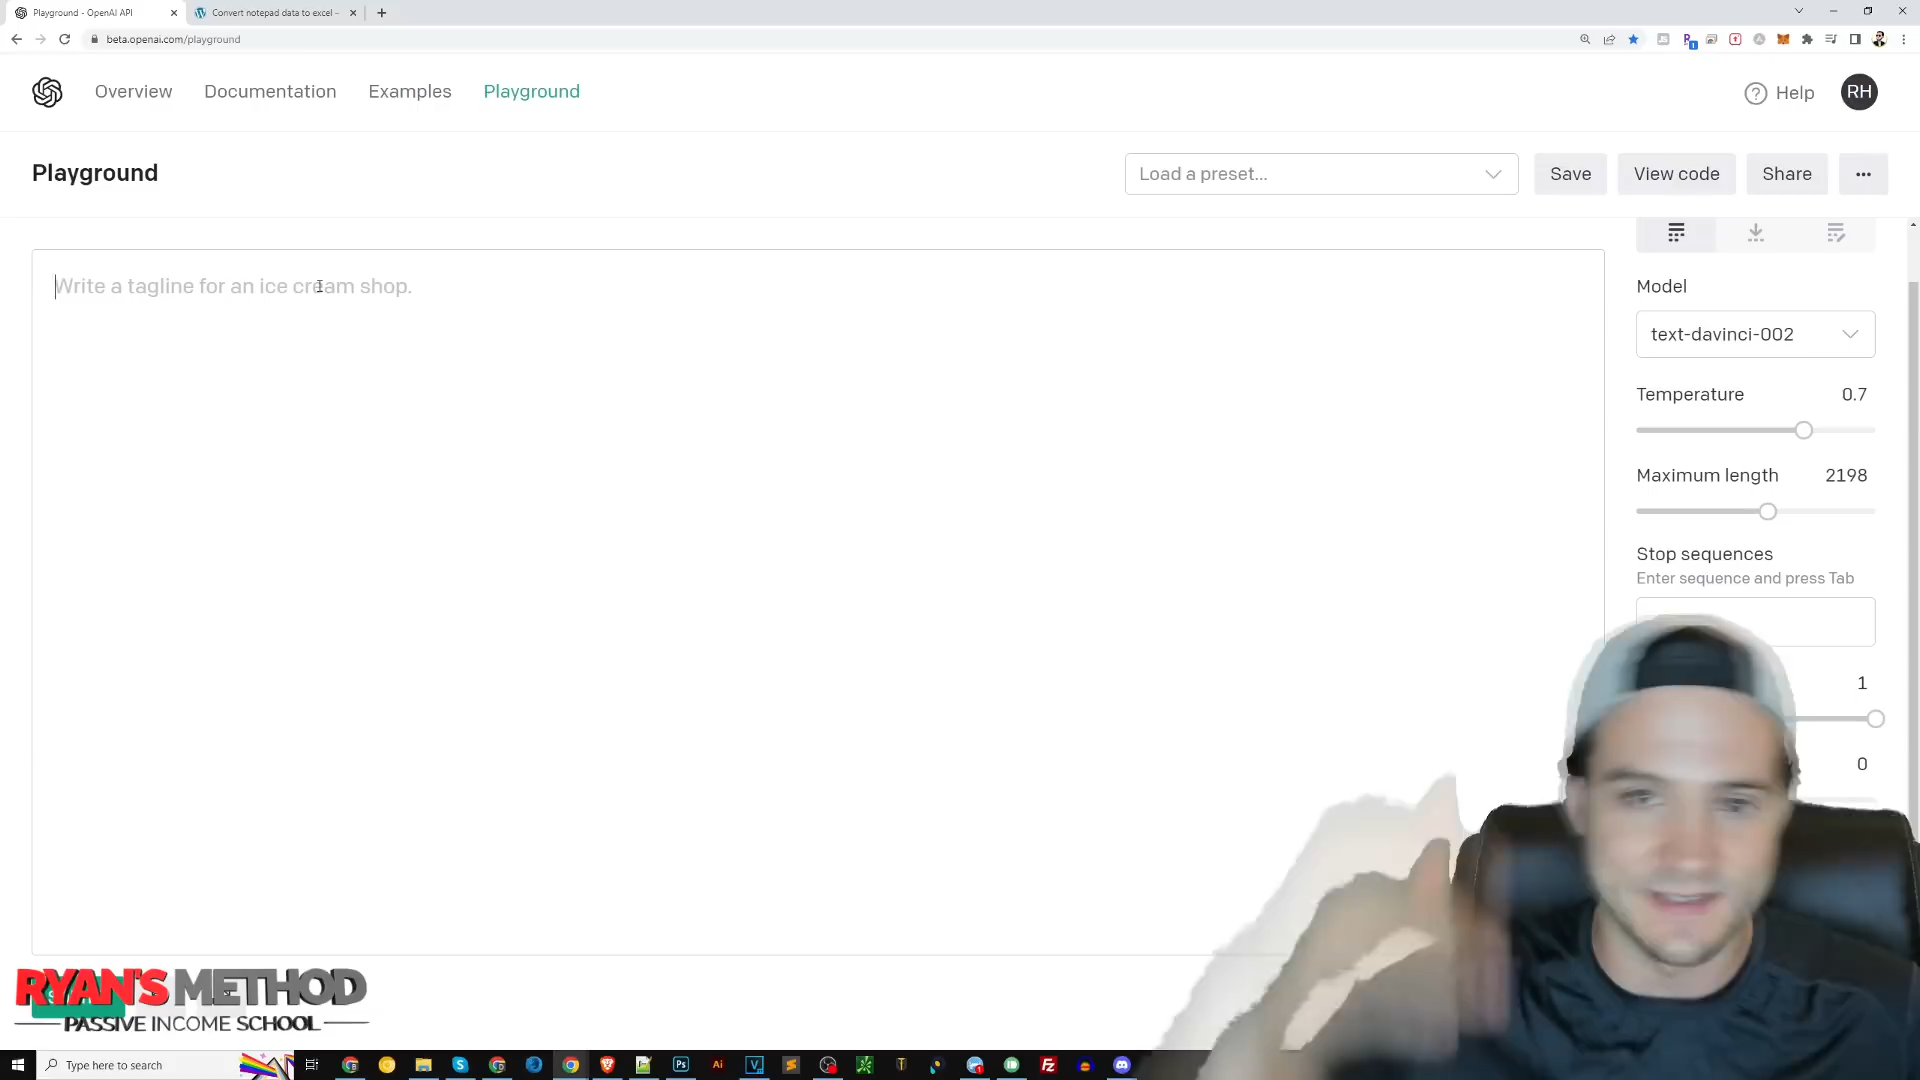 Playground - OpenAI API
Convert notepad data to excel -
beta.openai.com/playground
Overview
Documentation
Examples
Playground
Help
RH
Playground
Load a preset...
Save
View code
Share
Write a tagline for an ice cream shop.
Model
text-davinci-002
Temperature
0.7
Maximum length
2198
Stop sequences
Enter sequence and press Tab
1
0
RYAN'S METHOD
PASSIVE INCOME SCHOOL
Type here to search